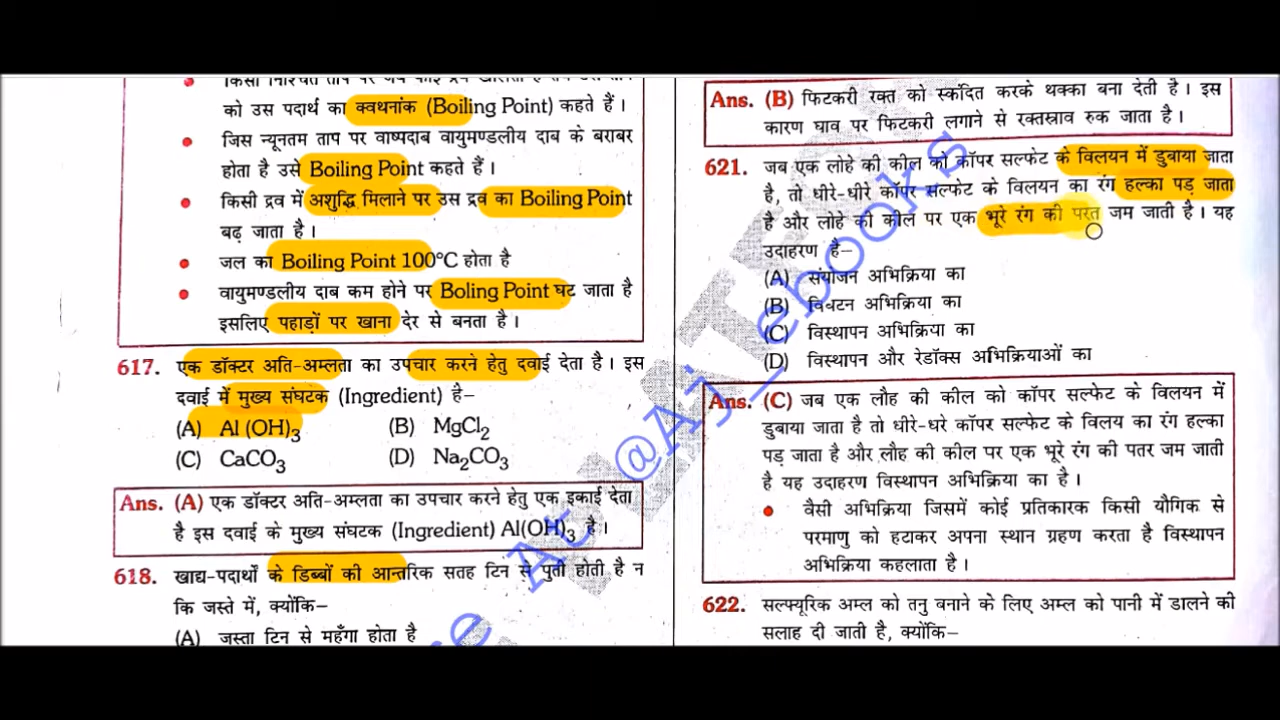 किसी निश्चित ताप पर जब कोई द्रव खौलता है तब उस ताप
को उस पदार्थ का क्वथनांक (Boiling Point) कहते हैं।
• जिस न्यूनतम ताप पर वाष्पदाब वायुमण्डलीय दाब के बराबर
होता है उसे Boiling Point कहते हैं।
• किसी द्रव में अशुद्धि मिलाने पर उस द्रव का Boiling Point
बढ़ जाता है।
• जल का Boiling Point 100°C होता है
• वायुमण्डलीय दाब कम होने पर Boling Point घट जाता है
इसलिए पहाड़ों पर खाना देर से बनता है।
617. एक डॉक्टर अति-अम्लता का उपचार करने हेतु दवाई देता है। इस
दवाई में मुख्य संघटक (Ingredient) है–
(A) Al (OH)3 (B) MgCl2
(C) CaCO3 (D) Na2CO3
Ans. (A) एक डॉक्टर अति-अम्लता का उपचार करने हेतु एक इकाई देता
है इस दवाई के मुख्य संघटक (Ingredient) Al(OH)3 है।
618. खाद्य-पदार्थों के डिब्बों की आन्तरिक सतह टिन से पुती होती है न
कि जस्ते में, क्योंकि–
(A) जस्ता टिन से महँगा होता है
Ans. (B) फिटकरी रक्त को स्कंदित करके थक्का बना देती है। इस
कारण घाव पर फिटकरी लगाने से रक्तस्त्राव रुक जाता है।
621. जब एक लोहे की कील को कॉपर सल्फेट के विलयन में डुबाया जाता
है, तो धीरे-धीरे कॉपर सल्फेट के विलयन का रंग हल्का पड़ जाता
है और लोहे की कील पर एक भूरे रंग की परत जम जाती है। यह
उदाहरण है–
(A) संयोजन अभिक्रिया का
(B) विघटन अभिक्रिया का
(C) विस्थापन अभिक्रिया का
(D) विस्थापन और रेडॉक्स अभिक्रियाओं का
Ans. (C) जब एक लौह की कील को कॉपर सल्फेट के विलयन में
डुबाया जाता है तो धीरे-धरे कॉपर सल्फेट के विलय का रंग हल्का
पड़ जाता है और लौह की कील पर एक भूरे रंग की पतर जम जाती
है यह उदाहरण विस्थापन अभिक्रिया का है।
• वैसी अभिक्रिया जिसमें कोई प्रतिकारक किसी यौगिक से
परमाणु को हटाकर अपना स्थान ग्रहण करता है विस्थापन
अभिक्रिया कहलाता है।
622. सल्फ्यूरिक अम्ल को तनु बनाने के लिए अम्ल को पानी में डालने की
सलाह दी जाती है, क्योंकि–
@Aj_ebooks